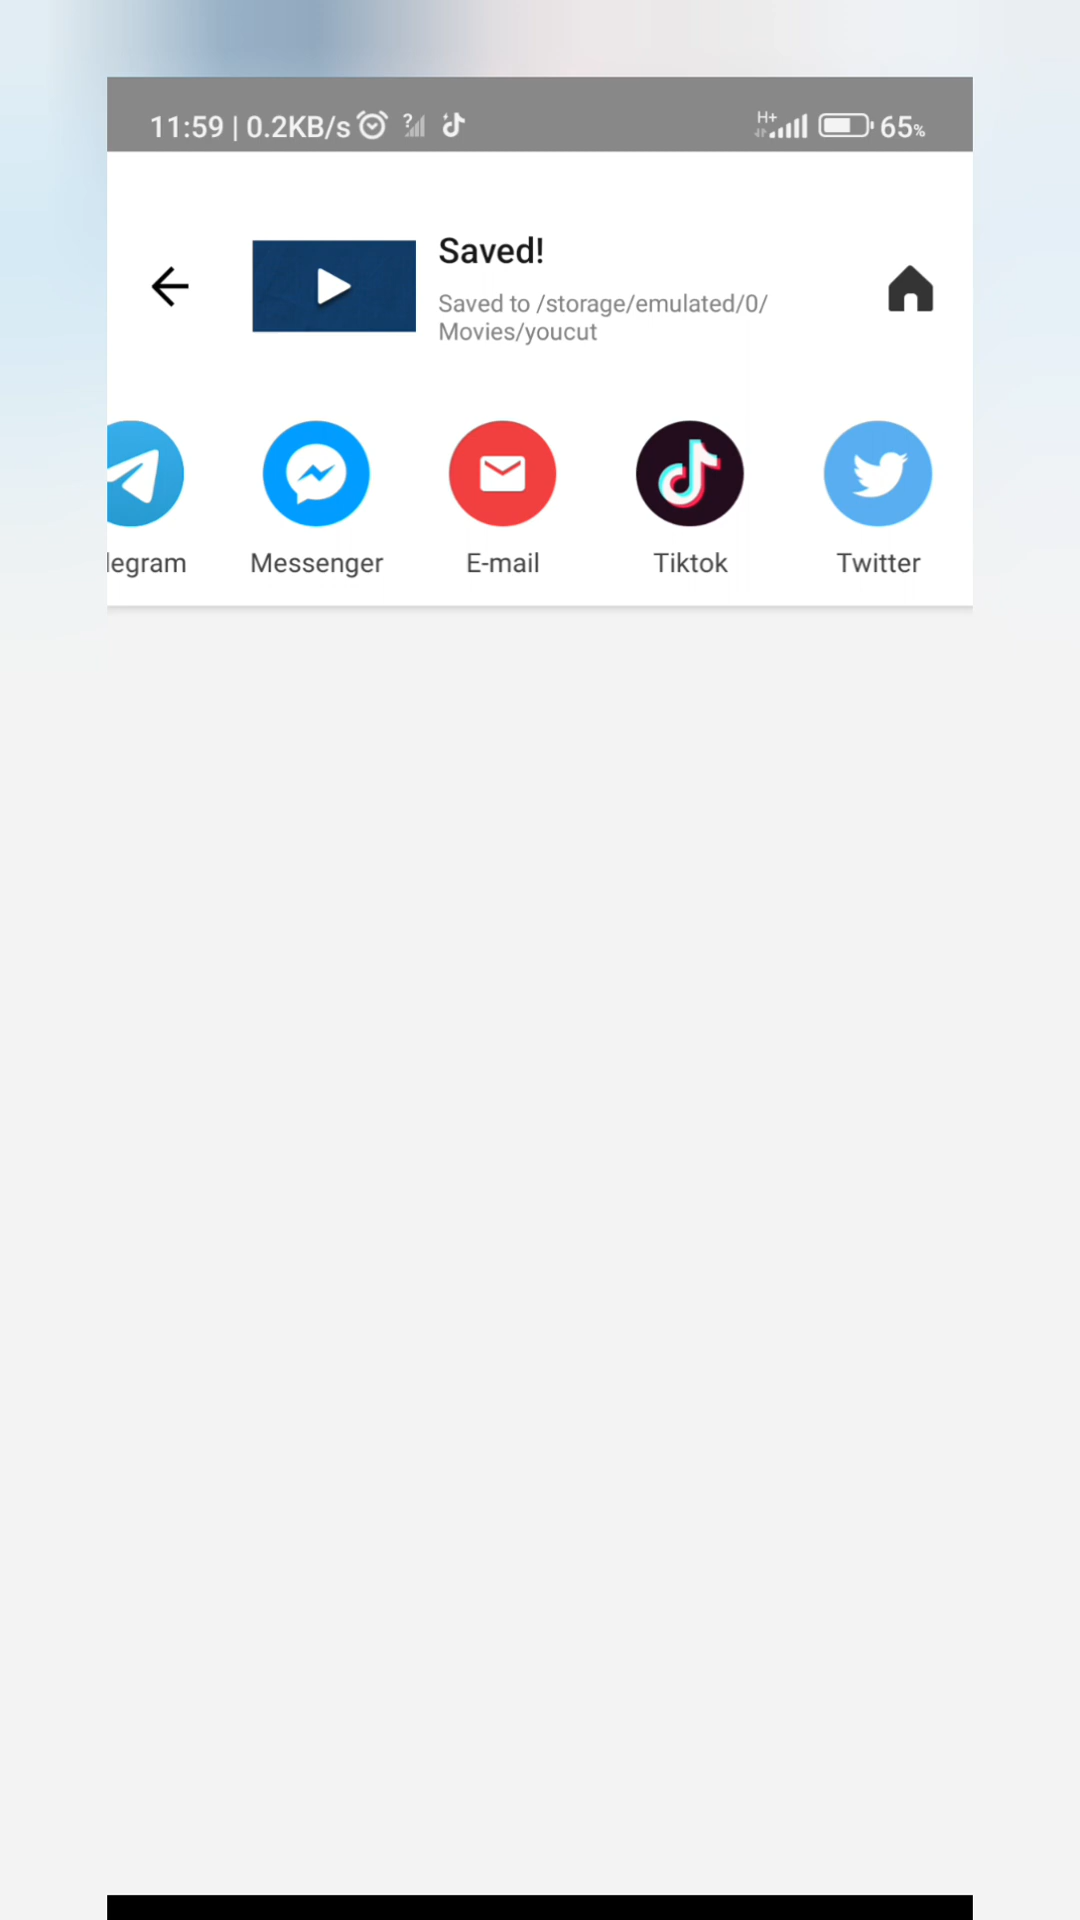 11:59 | 0.2KB/s ? H+ 65%
Saved!
Saved to /storage/emulated/0/
Movies/youcut
legram Messenger E-mail Tiktok Twitter